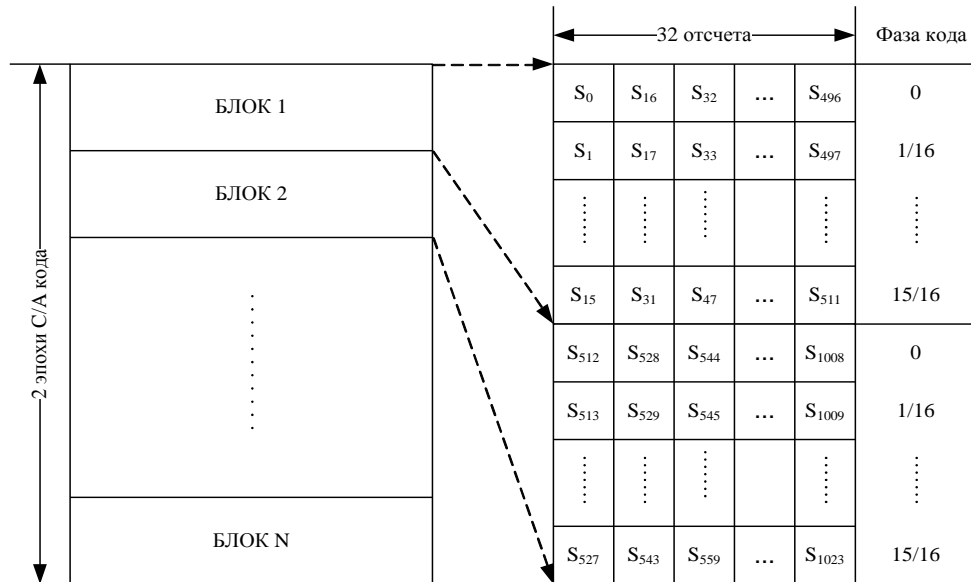 32 отсчета Фаза кода
2 эпохи C/A кода
БЛОК 1
БЛОК 2
БЛОК N
S₀ S₁₆ S₃₂ ... S₄₉₆ 0
S₁ S₁₇ S₃₃ ... S₄₉₇ 1/16
S₁₅ S₃₁ S₄₇ ... S₅₁₁ 15/16
S₅₁₂ S₅₂₈ S₅₄₄ ... S₁₀₀₈ 0
S₅₁₃ S₅₂₉ S₅₄₅ ... S₁₀₀₉ 1/16
S₅₂₇ S₅₄₃ S₅₅₉ ... S₁₀₂₃ 15/16